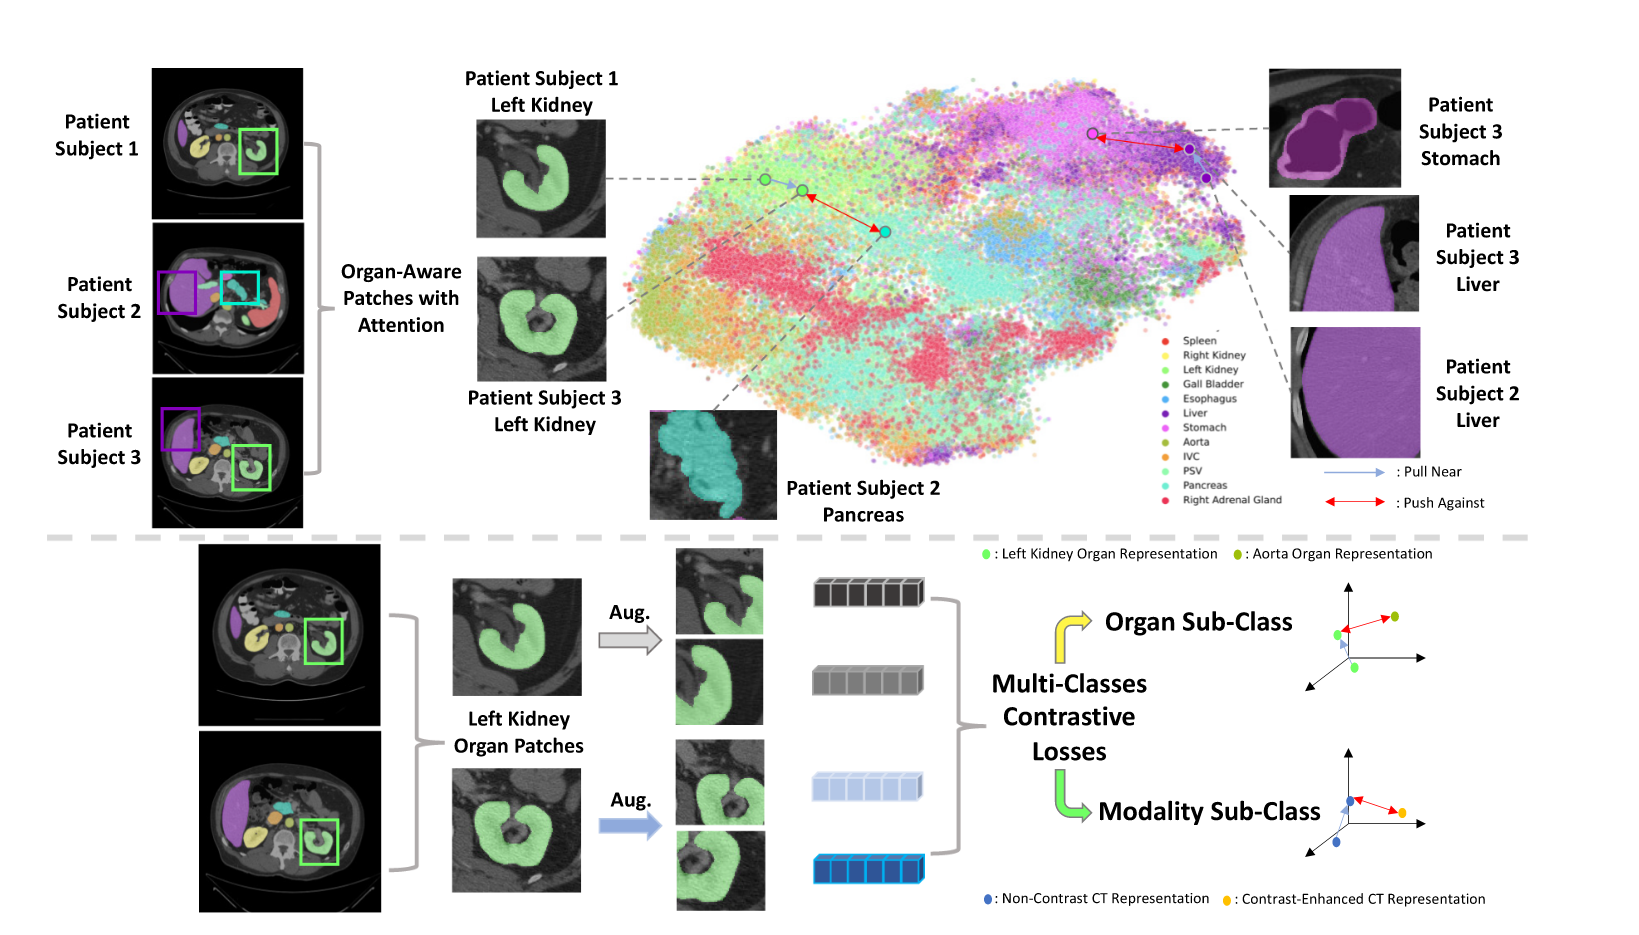 Patient
Subject 1
Patient
Subject 2
Patient
Subject 3
Organ-Aware
Patches with
Attention
Patient Subject 1
Left Kidney
Patient Subject 3
Left Kidney
Patient Subject 2
Pancreas
Patient
Subject 3
Stomach
Patient
Subject 3
Liver
Patient
Subject 2
Liver
Spleen
Right Kidney
Left Kidney
Gall Bladder
Esophagus
Liver
Stomach
Aorta
IVC
PSV
Pancreas
Right Adrenal Gland
: Pull Near
: Push Against
Left Kidney
Organ Patches
Aug.
Aug.
Multi-Classes
Contrastive
Losses
Organ Sub-Class
Modality Sub-Class
: Left Kidney Organ Representation
: Aorta Organ Representation
: Non-Contrast CT Representation
: Contrast-Enhanced CT Representation